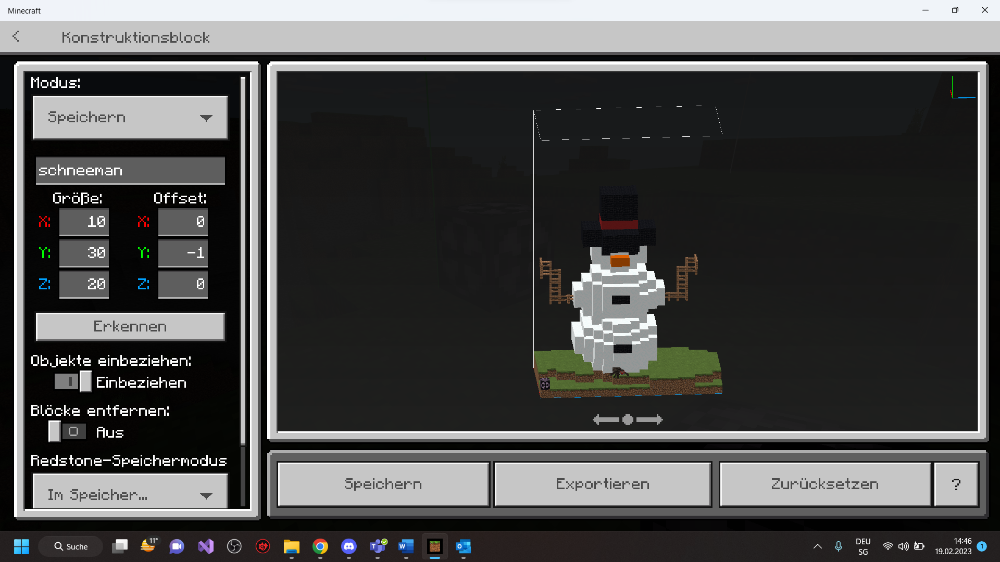 Minecraft
Konstruktionsblock
Modus:
Speichern
schneeman
Größe: Offset:
X: 10 X: 0
Y: 30 Y: -1
Z: 20 Z: 0
Erkennen
Objekte einbeziehen:
Einbeziehen
Blöcke entfernen:
Aus
Redstone-Speichermodus
Im Speicher...
Speichern Exportieren Zurücksetzen ?
11°
Suche
DEU
SG
14:46
19.02.2023
1